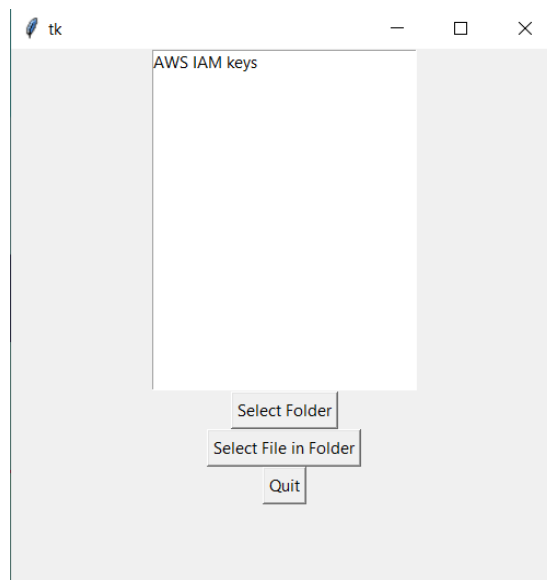 tk
AWS IAM keys
Select Folder
Select File in Folder
Quit